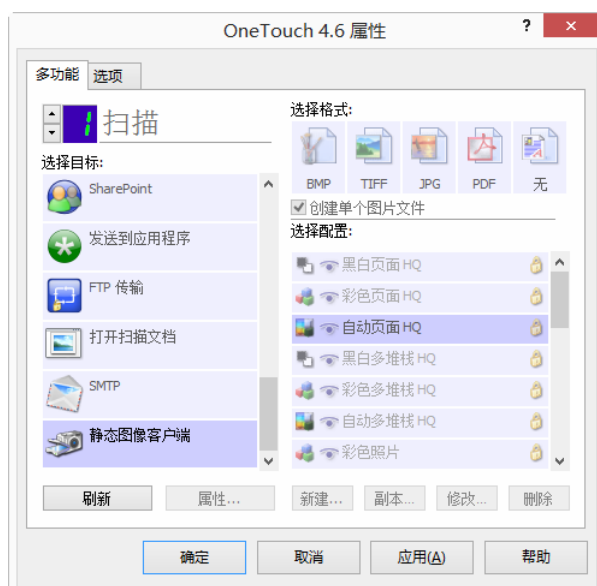 OneTouch 4.6 属性
?
×
多功能
选项
1 扫描
选择目标:
SharePoint
发送到应用程序
FTP 传输
打开扫描文档
SMTP
静态图像客户端
刷新
属性...
选择格式:
BMP
TIFF
JPG
PDF
无
创建单个图片文件
选择配置:
黑白页面 HQ
彩色页面 HQ
自动页面 HQ
黑白多堆栈 HQ
彩色多堆栈 HQ
自动多堆栈 HQ
彩色照片
新建...
副本...
修改...
删除
确定
取消
应用(A)
帮助